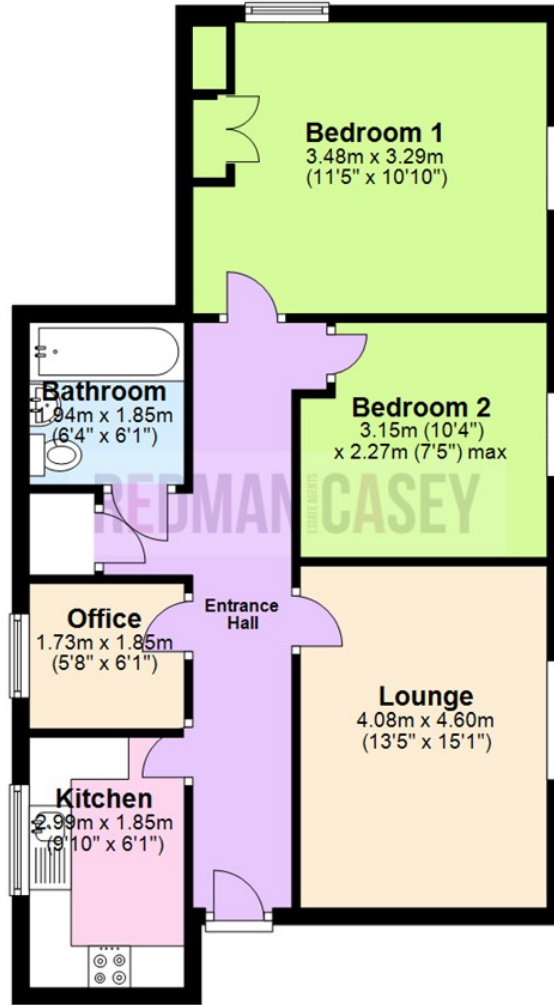 Bedroom 1
3.48m x 3.29m
(11'5" x 10'10")
Bathroom
1.94m x 1.85m
(6'4" x 6'1")
Bedroom 2
3.15m (10'4")
x 2.27m (7'5") max
REDMAN CASEY
ESTATE AGENTS
Entrance
Hall
Office
1.73m x 1.85m
(5'8" x 6'1")
Lounge
4.08m x 4.60m
(13'5" x 15'1")
Kitchen
2.99m x 1.85m
(9'10" x 6'1")